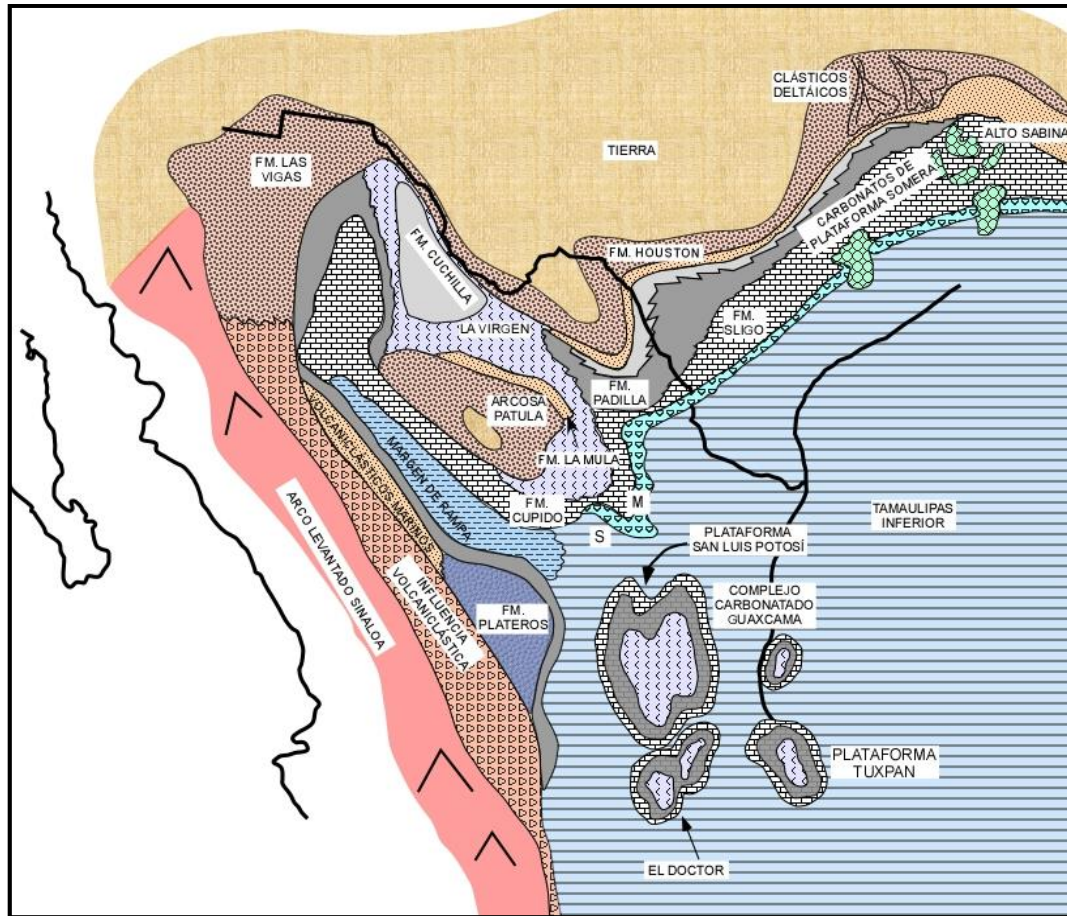 CLÁSTICOS
DELTÁICOS
ALTO SABINA
TIERRA
FM. LAS
VIGAS
CARBONATOS DE
PLATAFORMA SOMERA
FM. CUCHILLA
FM. HOUSTON
LA VIRGEN
FM.
SLIGO
FM.
PADILLA
ARCOSA
PATULA
FM. LA MULA
VOLCANICLÁSTICOS MARINOS
MARGEN DE RAMPA
FM.
CUPIDO
M
S
TAMAULIPAS
INFERIOR
PLATAFORMA
SAN LUIS POTOSÍ
ARCO LEVANTADO SINALOA
INFLUENCIA
VOLCANICLÁSTICA
FM.
PLATEROS
COMPLEJO
CARBONATADO
GUAXCAMA
PLATAFORMA
TUXPAN
EL DOCTOR